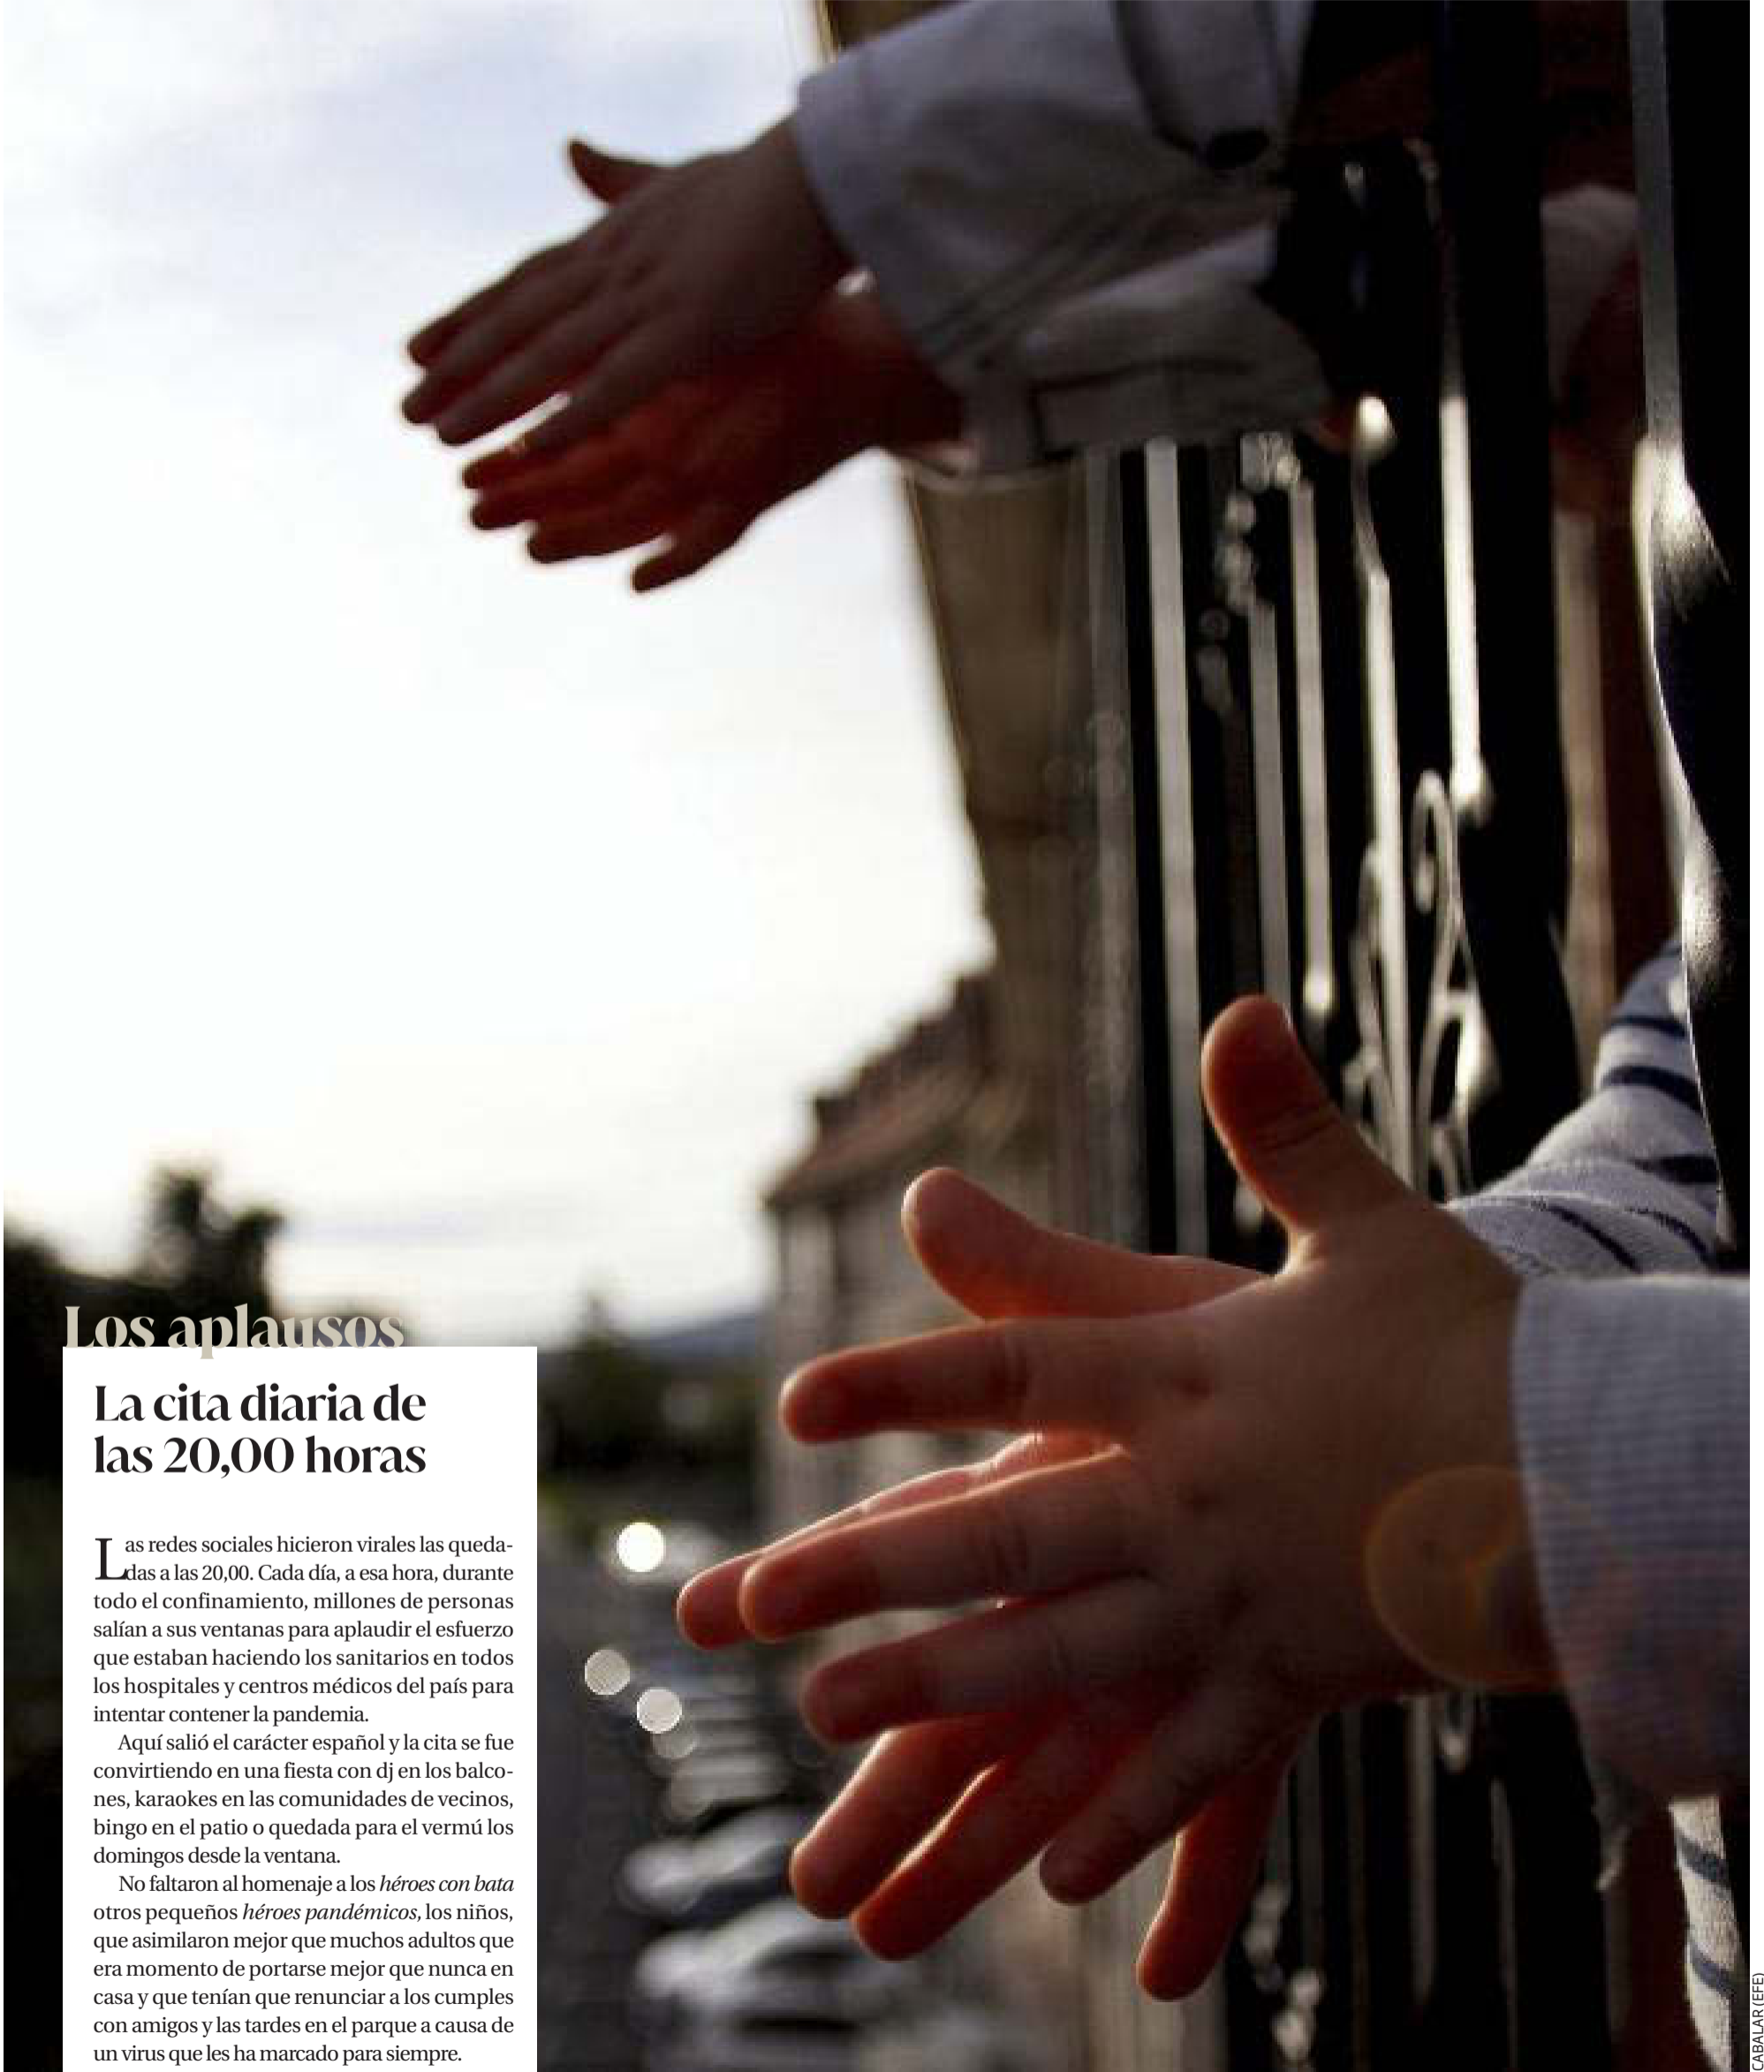 Los aplausos
La cita diaria de
las 20,00 horas
Las redes sociales hicieron virales las queda-
das a las 20,00. Cada día, a esa hora, durante
todo el confinamiento, millones de personas
salían a sus ventanas para aplaudir el esfuerzo
que estaban haciendo los sanitarios en todos
los hospitales y centros médicos del país para
intentar contener la pandemia.
Aquí salió el carácter español y la cita se fue
convirtiendo en una fiesta con dj en los balco-
nes, karaokes en las comunidades de vecinos,
bingo en el patio o quedada para el vermú los
domingos desde la ventana.
No faltaron al homenaje a los héroes con bata
otros pequeños héroes pandémicos, los niños,
que asimilaron mejor que muchos adultos que
era momento de portarse mejor que nunca en
casa y que tenían que renunciar a los cumples
con amigos y las tardes en el parque a causa de
un virus que les ha marcado para siempre.
CABALAR (EFE)